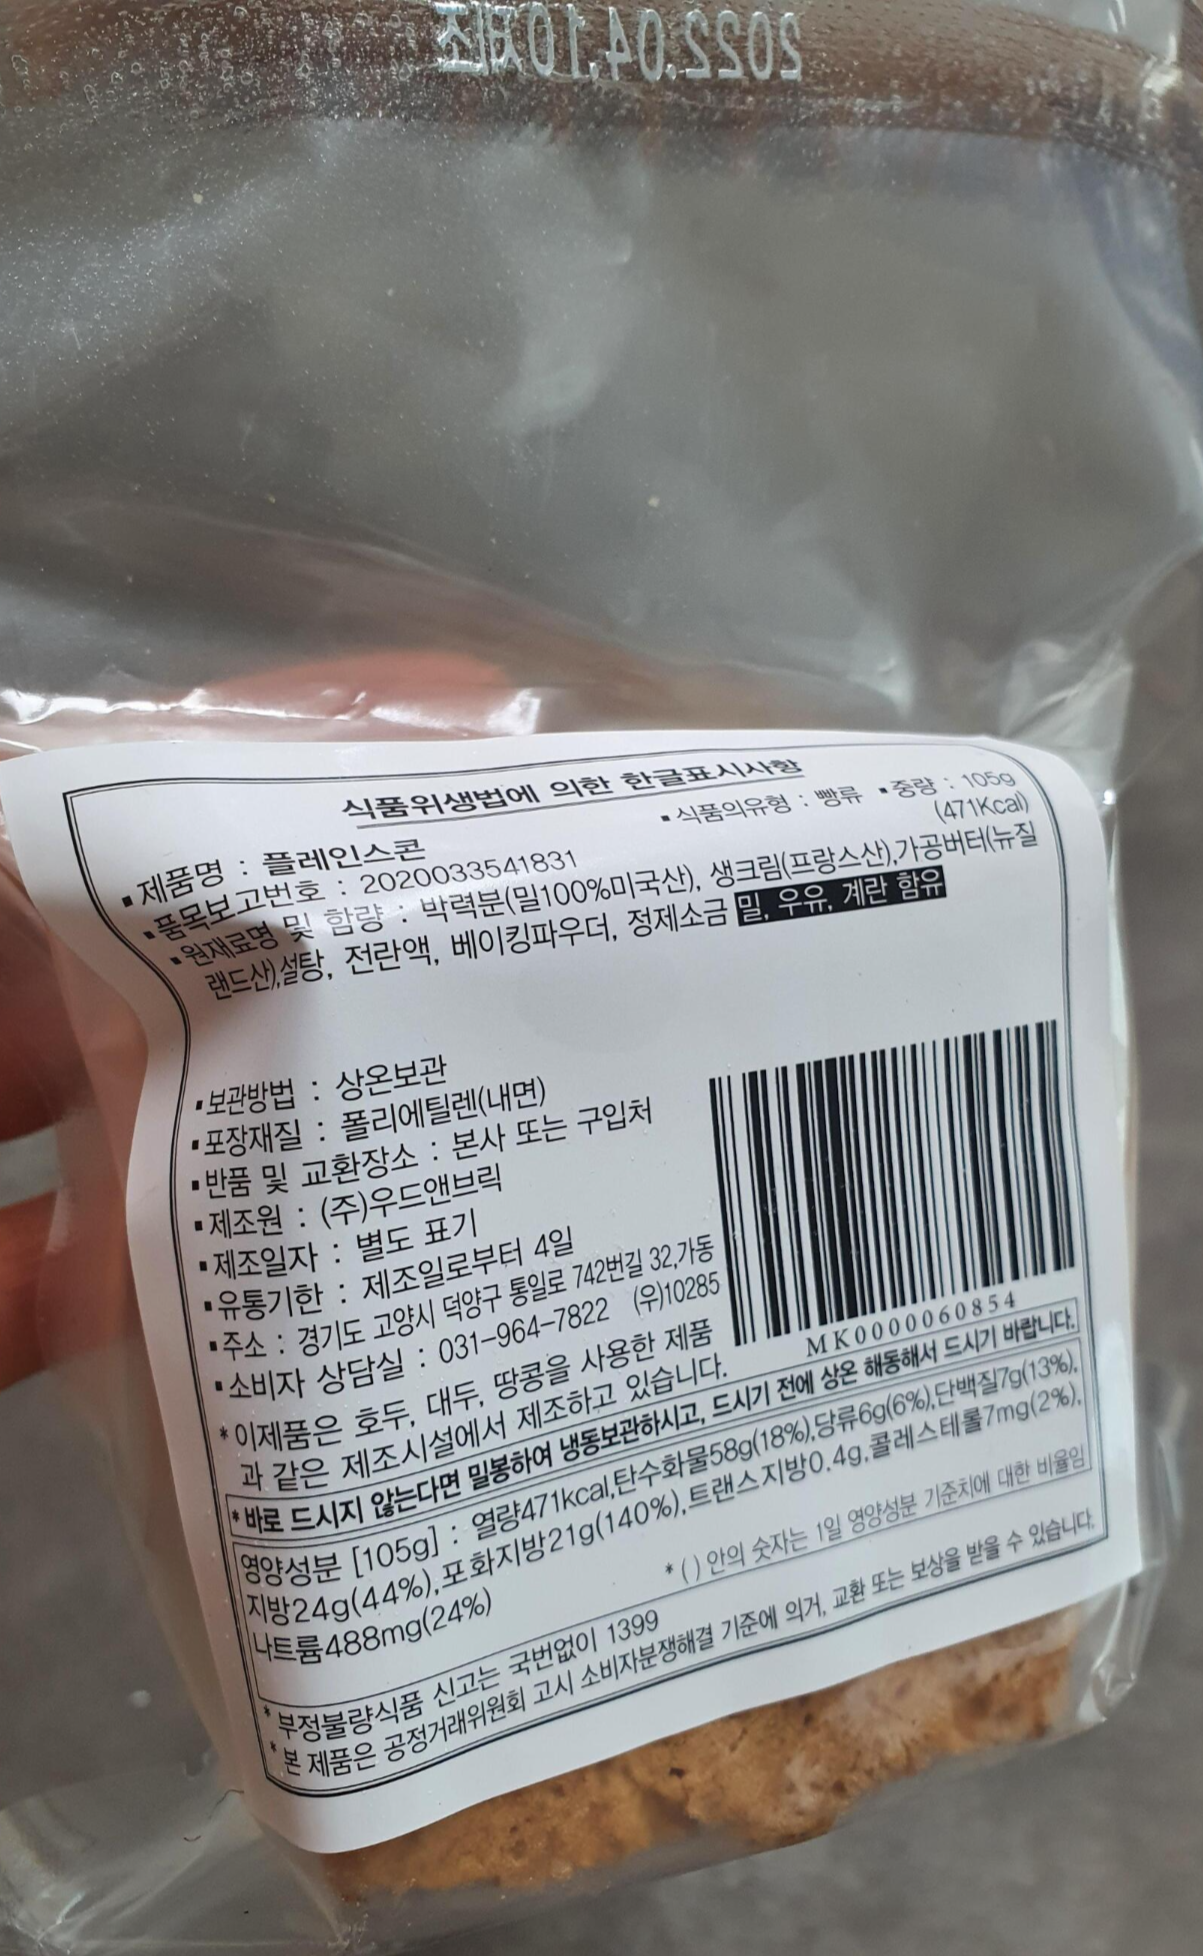 2022.04.10제조
식품위생법에 의한 한글표시사항
▪제품명 : 플레인스콘 ▪식품의유형 : 빵류 ▪중량 : 105g
(471Kcal)
▪품목보고번호 : 2020033541831
▪원재료명 및 함량 : 박력분(밀100%미국산), 생크림(프랑스산),가공버터(뉴질
랜드산),설탕, 전란액, 베이킹파우더, 정제소금 밀, 우유, 계란 함유
▪보관방법 : 상온보관
▪포장재질 : 폴리에틸렌(내면)
▪반품 및 교환장소 : 본사 또는 구입처
▪제조원 : (주)우드앤브릭
▪제조일자 : 별도 표기
▪유통기한 : 제조일로부터 4일
▪주소 : 경기도 고양시 덕양구 통일로 742번길 32,가동
▪소비자 상담실 : 031-964-7822 (우)10285
*이제품은 호두, 대두, 땅콩을 사용한 제품
과 같은 제조시설에서 제조하고 있습니다.
MK0000060854
*바로 드시지 않는다면 밀봉하여 냉동보관하시고, 드시기 전에 상온 해동해서 드시기 바랍니다.
영양성분 [105g] : 열량471kcal,탄수화물58g(18%),당류6g(6%),단백질7g(13%),
지방24g(44%),포화지방21g(140%),트랜스지방0.4g,콜레스테롤7mg(2%),
나트륨488mg(24%)
*( ) 안의 숫자는 1일 영양성분 기준치에 대한 비율임
* 부정불량식품 신고는 국번없이 1399
* 본 제품은 공정거래위원회 고시 소비자분쟁해결 기준에 의거, 교환 또는 보상을 받을 수 있습니다.